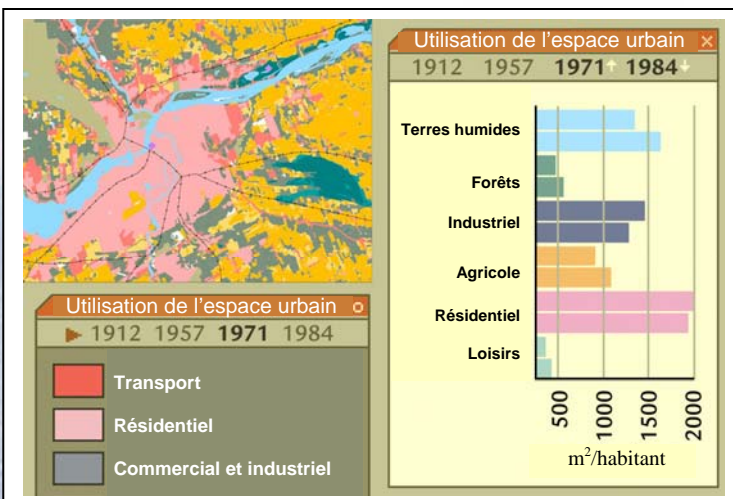 Utilisation de l'espace urbain
1912 1957 1971 1984
Transport
Résidentiel
Commercial et industriel
Utilisation de l'espace urbain
1912 1957 1971 1984
Terres humides
Forêts
Industriel
Agricole
Résidentiel
Loisirs
500 1000 1500 2000
m²/habitant